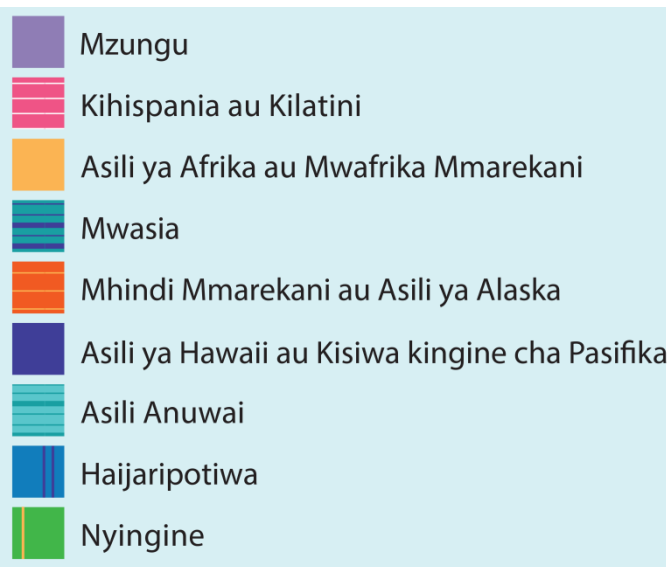 Mzungu
Kihispania au Kilatini
Asili ya Afrika au Mwafrika Mmarekani
Mwasia
Mhindi Mmarekani au Asili ya Alaska
Asili ya Hawaii au Kisiwa kingine cha Pasifika
Asili Anuwai
Haijaripotiwa
Nyingine